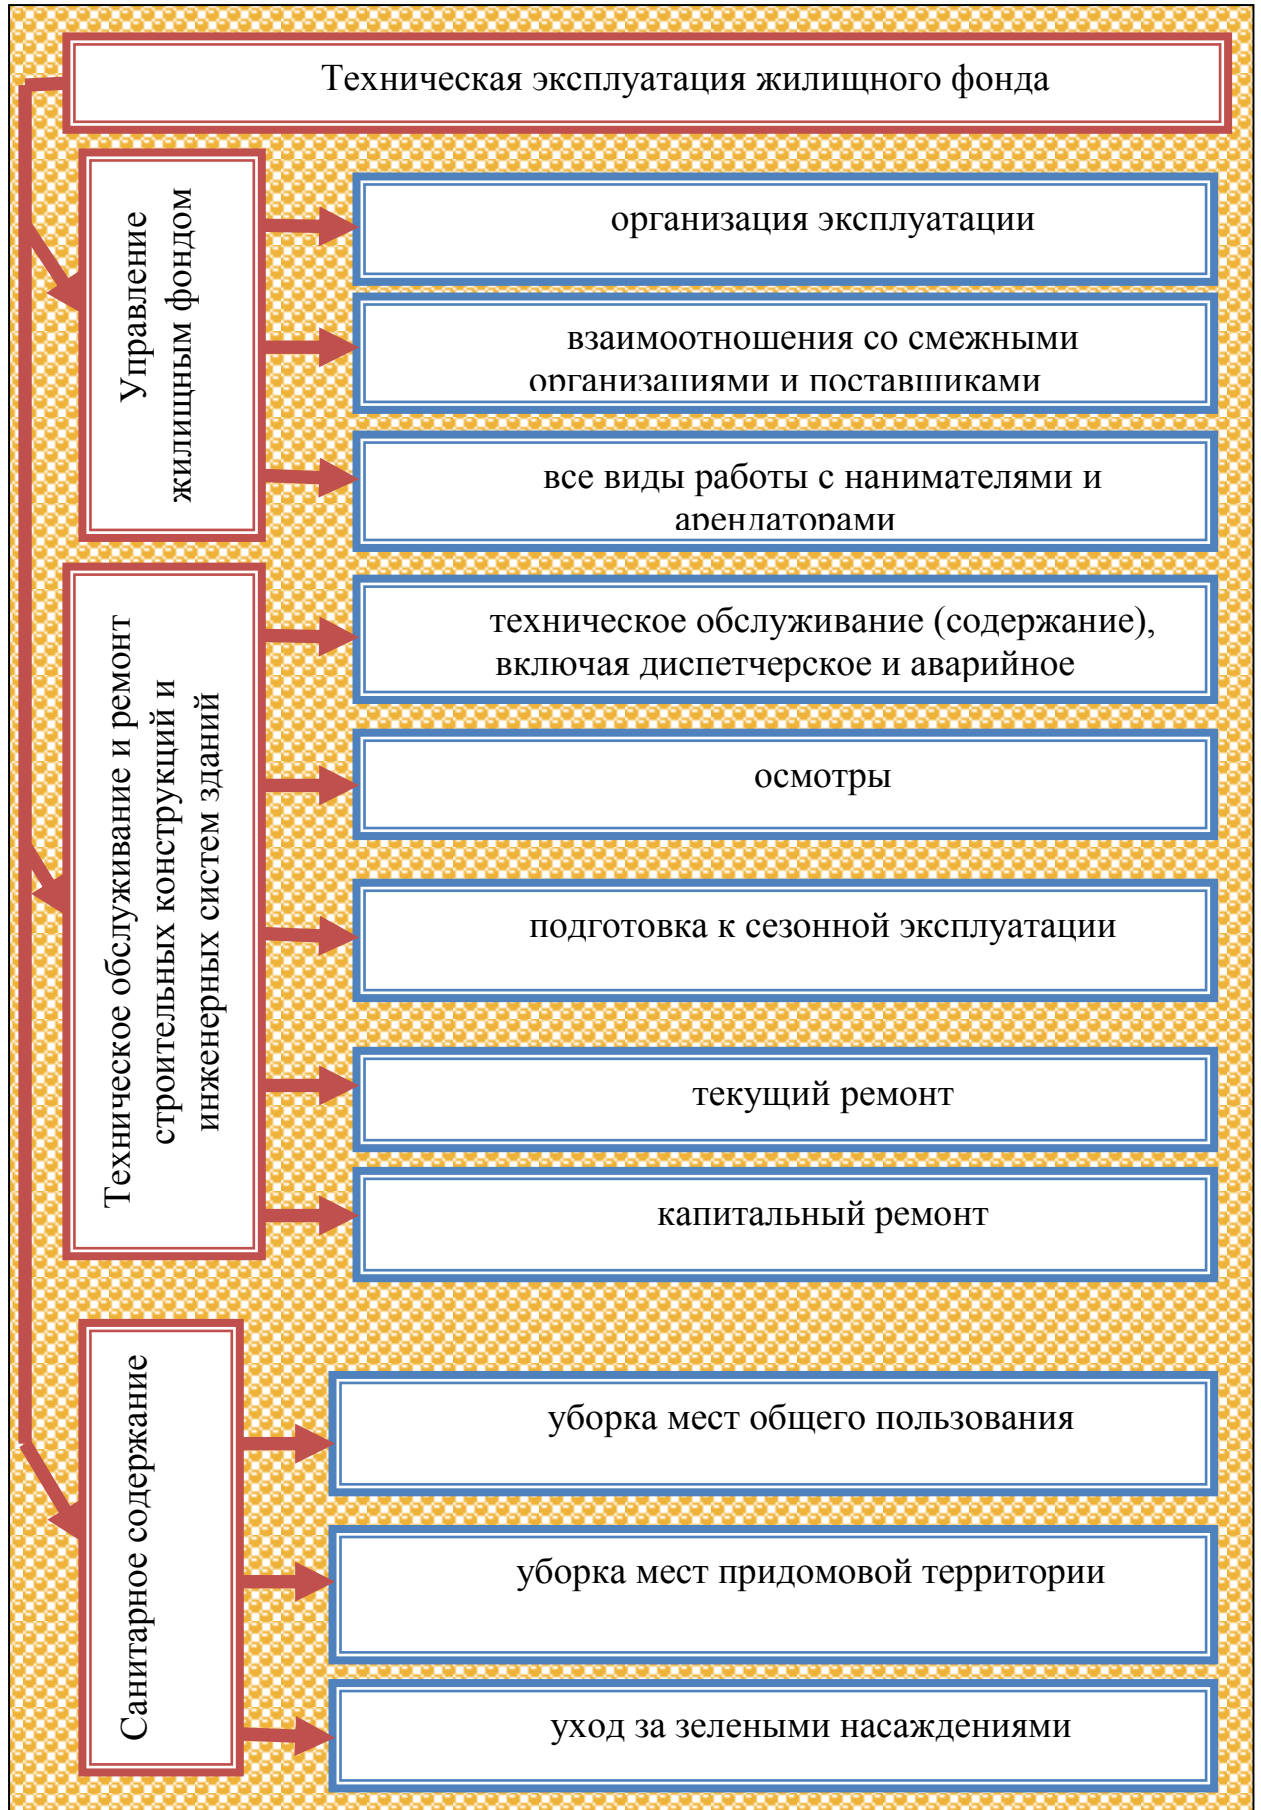 Техническая эксплуатация жилищного фонда
Управление
жилищным фондом
организация эксплуатации
взаимоотношения со смежными
организациями и поставщиками
все виды работы с нанимателями и
арендаторами
Техническое обслуживание и ремонт
строительных конструкций и
инженерных систем зданий
техническое обслуживание (содержание),
включая диспетчерское и аварийное
осмотры
подготовка к сезонной эксплуатации
текущий ремонт
капитальный ремонт
Санитарное содержание
уборка мест общего пользования
уборка мест придомовой территории
уход за зелеными насаждениями